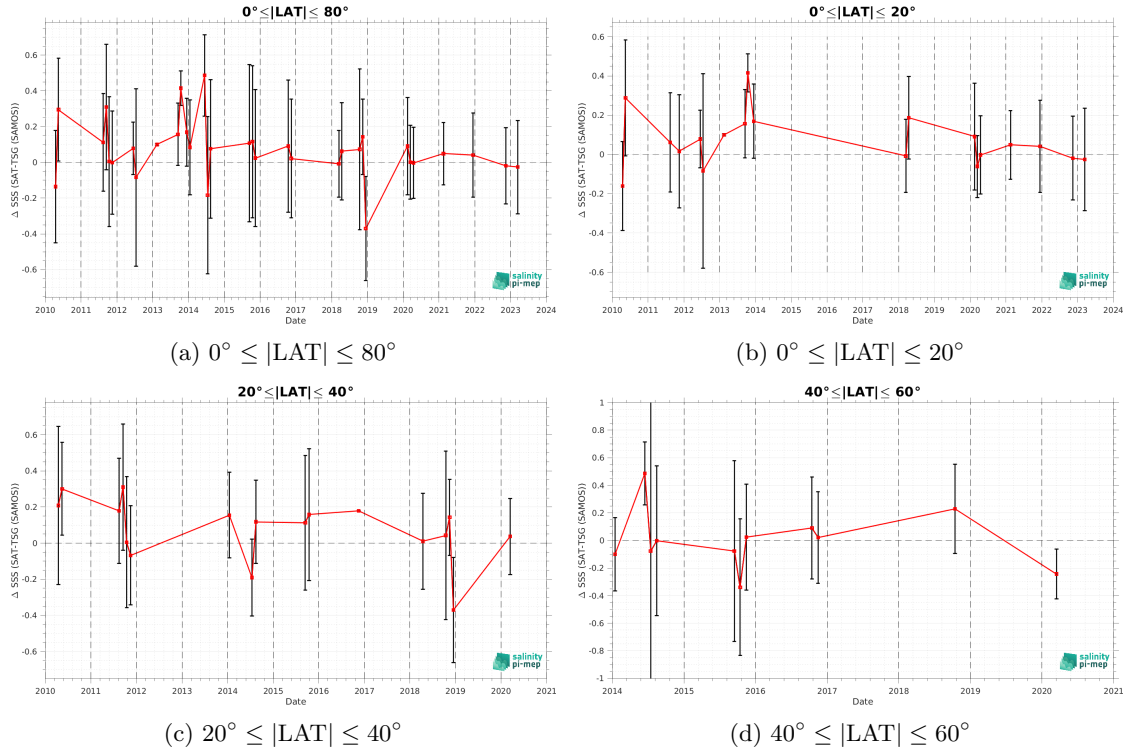 0°≤|LAT|≤ 80°
Δ SSS (SAT-TSG (SAMOS))
0.6
0.4
0.2
0
-0.2
-0.4
-0.6
salinity
pi-mep
2010 2011 2012 2013 2014 2015 2016 2017 2018 2019 2020 2021 2022 2023 2024
Date
(a) 0° ≤ |LAT| ≤ 80°
0°≤|LAT|≤ 20°
Δ SSS (SAT-TSG (SAMOS))
0.6
0.4
0.2
0
-0.2
-0.4
-0.6
salinity
pi-mep
2010 2011 2012 2013 2014 2015 2016 2017 2018 2019 2020 2021 2022 2023 2024
Date
(b) 0° ≤ |LAT| ≤ 20°
20°≤|LAT|≤ 40°
Δ SSS (SAT-TSG (SAMOS))
0.6
0.4
0.2
0
-0.2
-0.4
-0.6
salinity
pi-mep
2010 2011 2012 2013 2014 2015 2016 2017 2018 2019 2020 2021
Date
(c) 20° ≤ |LAT| ≤ 40°
40°≤|LAT|≤ 60°
Δ SSS (SAT-TSG (SAMOS))
1
0.8
0.6
0.4
0.2
0
-0.2
-0.4
-0.6
-0.8
-1
salinity
pi-mep
2014 2015 2016 2017 2018 2019 2020 2021
Date
(d) 40° ≤ |LAT| ≤ 60°